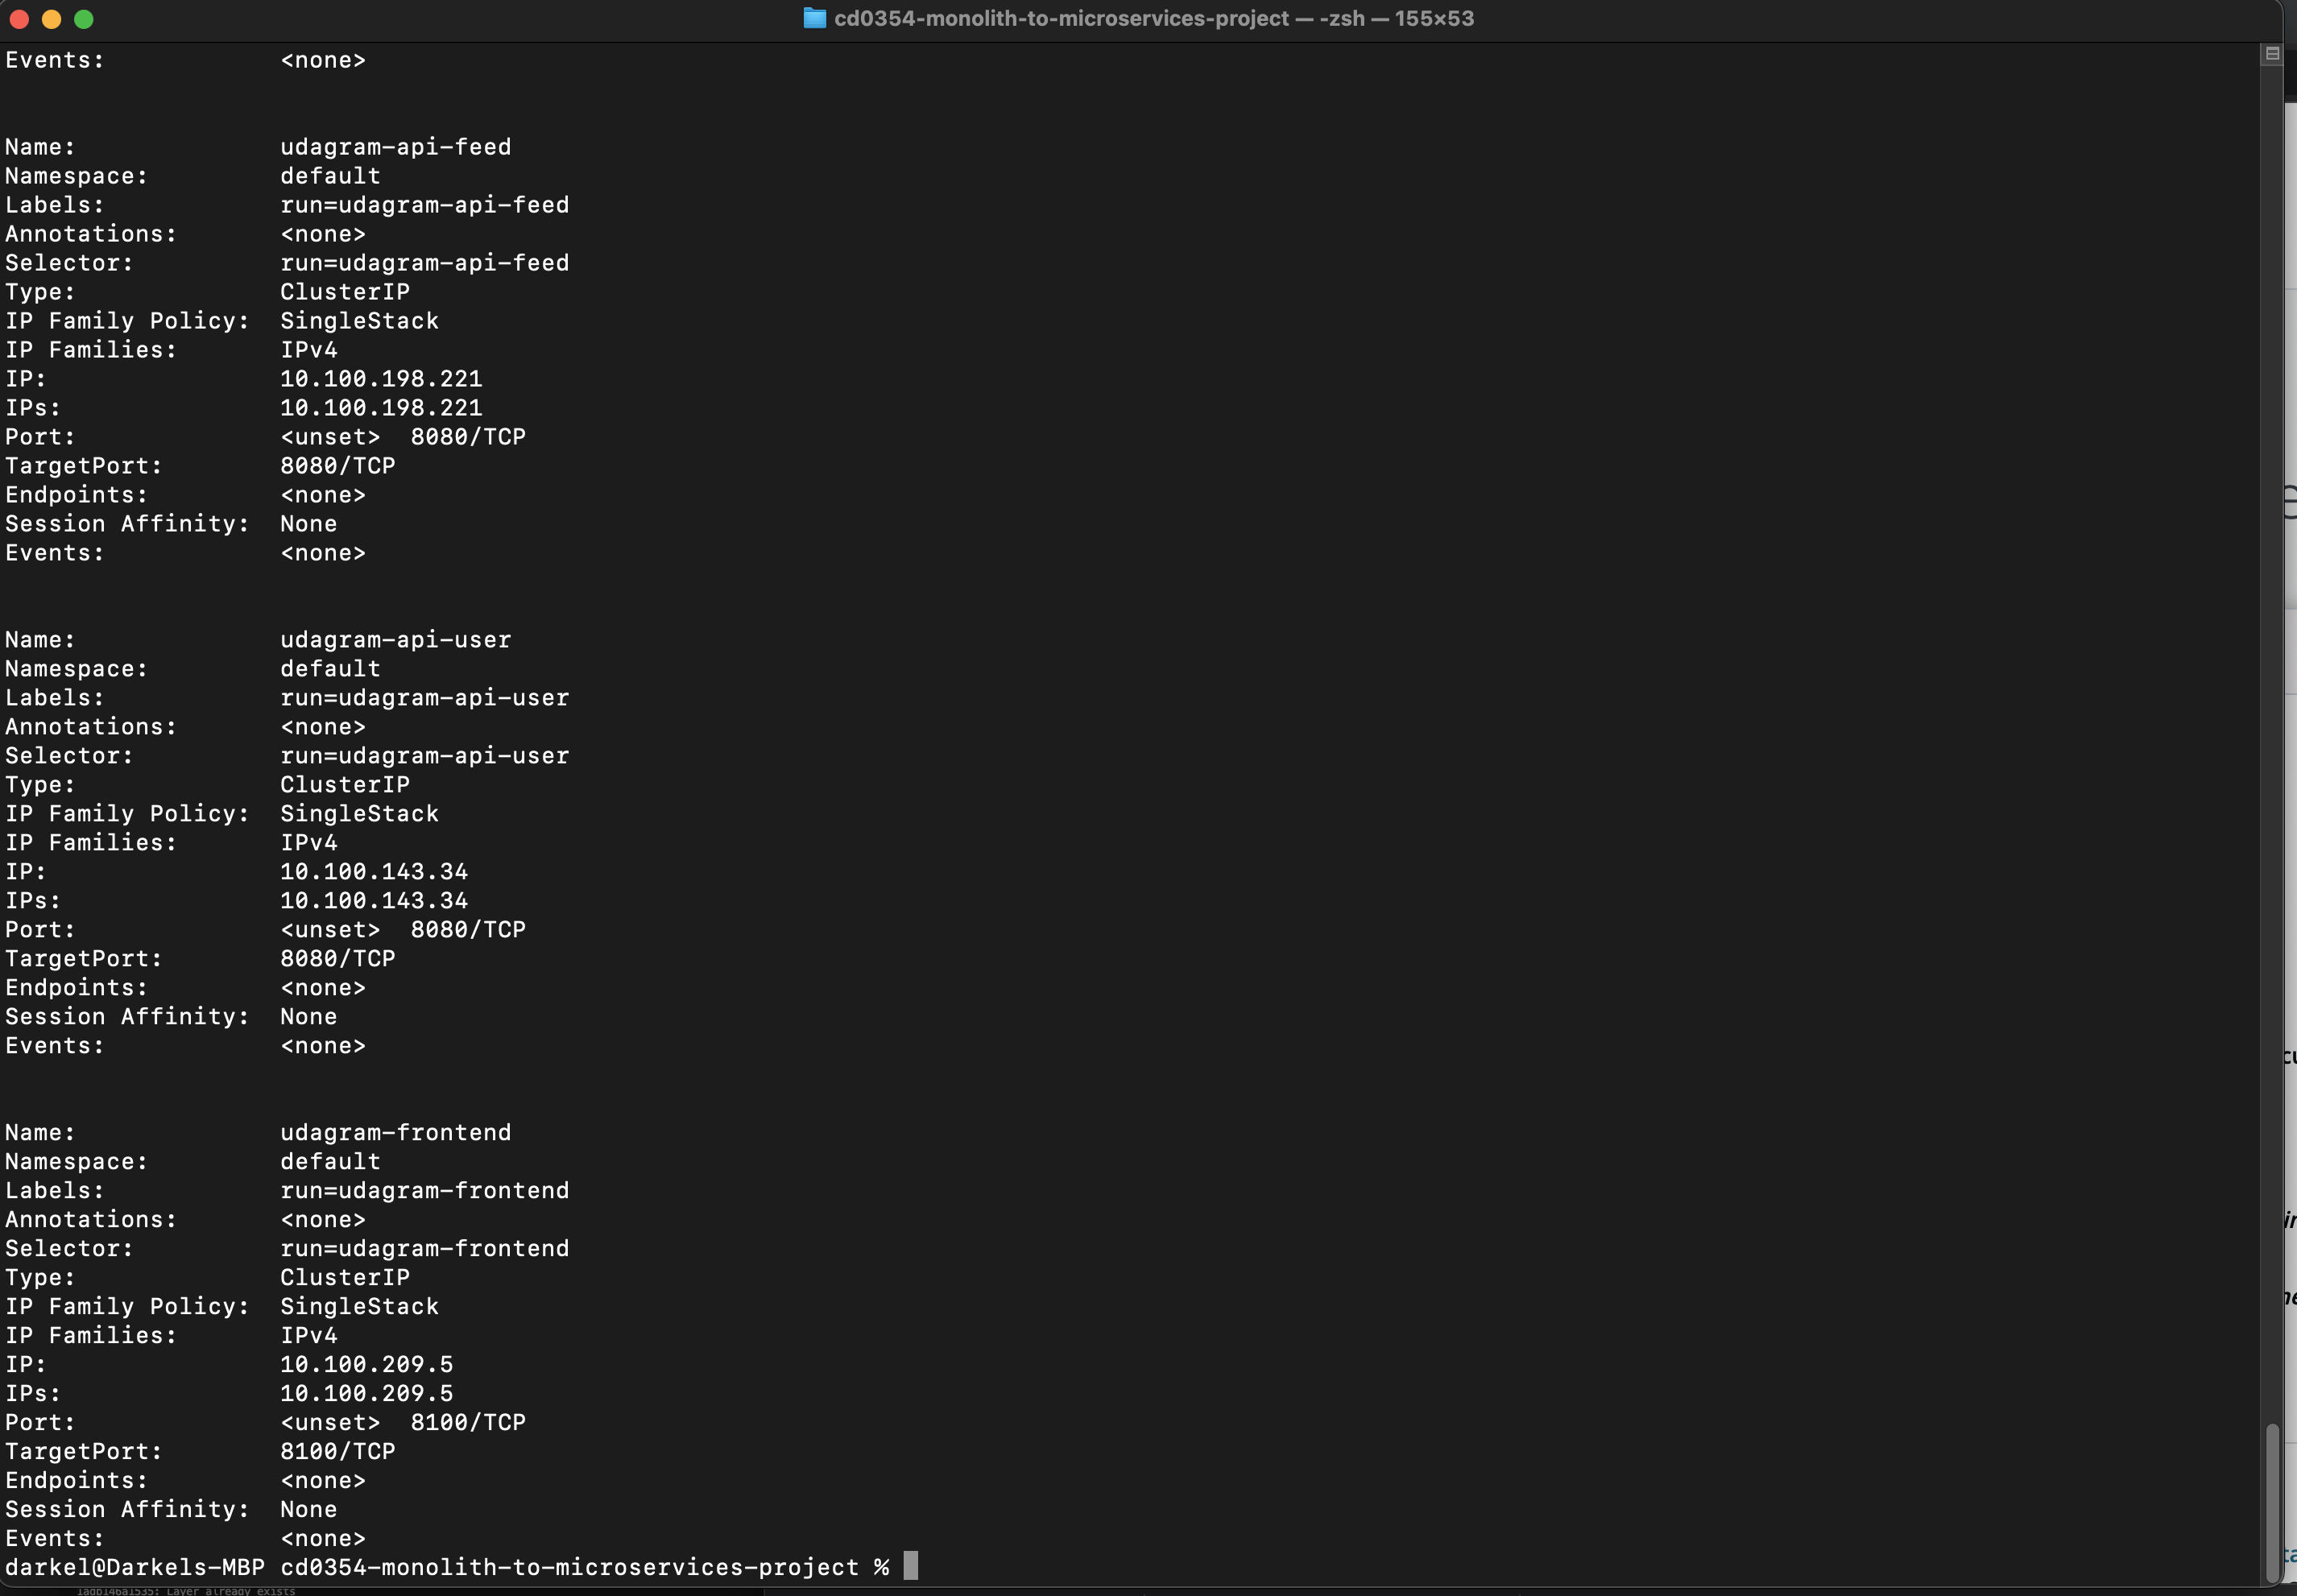 cd0354-monolith-to-microservices-project — -zsh — 155×53
Events:            <none>
Name:              udagram-api-feed
Namespace:         default
Labels:            run=udagram-api-feed
Annotations:       <none>
Selector:          run=udagram-api-feed
Type:              ClusterIP
IP Family Policy:  SingleStack
IP Families:       IPv4
IP:                10.100.198.221
IPs:               10.100.198.221
Port:              <unset>  8080/TCP
TargetPort:        8080/TCP
Endpoints:         <none>
Session Affinity:  None
Events:            <none>
Name:              udagram-api-user
Namespace:         default
Labels:            run=udagram-api-user
Annotations:       <none>
Selector:          run=udagram-api-user
Type:              ClusterIP
IP Family Policy:  SingleStack
IP Families:       IPv4
IP:                10.100.143.34
IPs:               10.100.143.34
Port:              <unset>  8080/TCP
TargetPort:        8080/TCP
Endpoints:         <none>
Session Affinity:  None
Events:            <none>
Name:              udagram-frontend
Namespace:         default
Labels:            run=udagram-frontend
Annotations:       <none>
Selector:          run=udagram-frontend
Type:              ClusterIP
IP Family Policy:  SingleStack
IP Families:       IPv4
IP:                10.100.209.5
IPs:               10.100.209.5
Port:              <unset>  8100/TCP
TargetPort:        8100/TCP
Endpoints:         <none>
Session Affinity:  None
Events:            <none>
darkel@Darkels-MBP cd0354-monolith-to-microservices-project %
1adb146a1535: Layer already exists